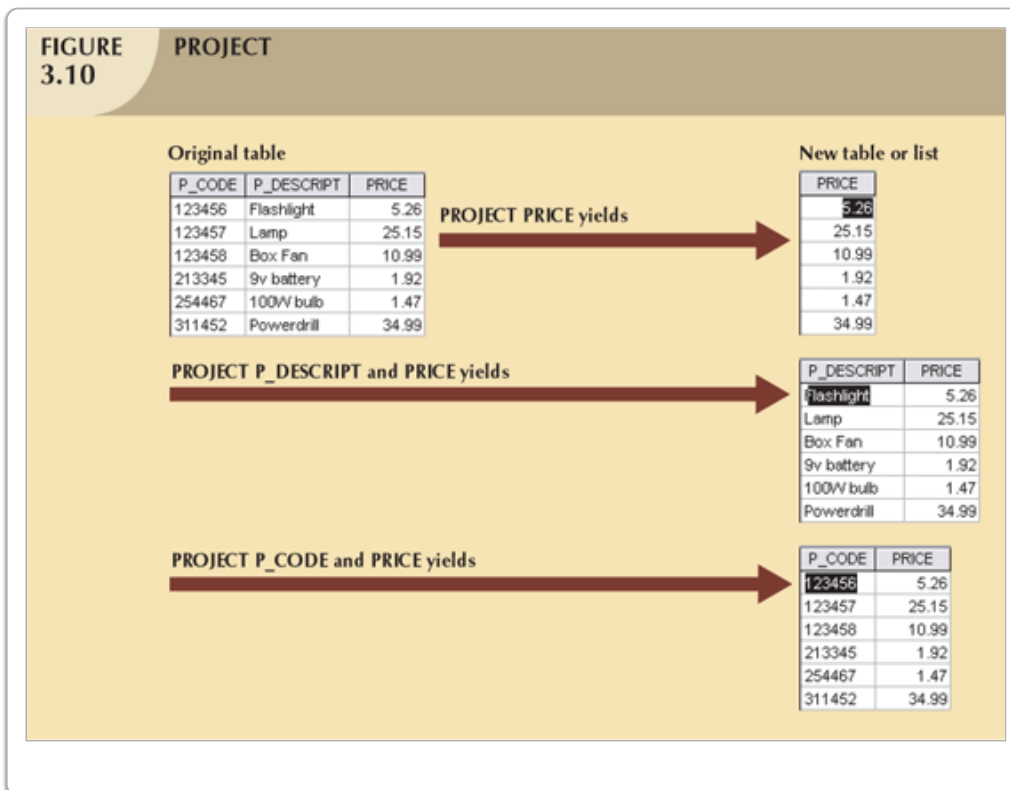 FIGURE
3.10
PROJECT
Original table
P_CODE P_DESCRIPT PRICE
123456 Flashlight 5.26
123457 Lamp 25.15
123458 Box Fan 10.99
213345 9v battery 1.92
254467 100W bulb 1.47
311452 Powerdrill 34.99
PROJECT PRICE yields
New table or list
PRICE
5.26
25.15
10.99
1.92
1.47
34.99
PROJECT P_DESCRIPT and PRICE yields
P_DESCRIPT PRICE
Flashlight 5.26
Lamp 25.15
Box Fan 10.99
9v battery 1.92
100W bulb 1.47
Powerdrill 34.99
PROJECT P_CODE and PRICE yields
P_CODE PRICE
123456 5.26
123457 25.15
123458 10.99
213345 1.92
254467 1.47
311452 34.99